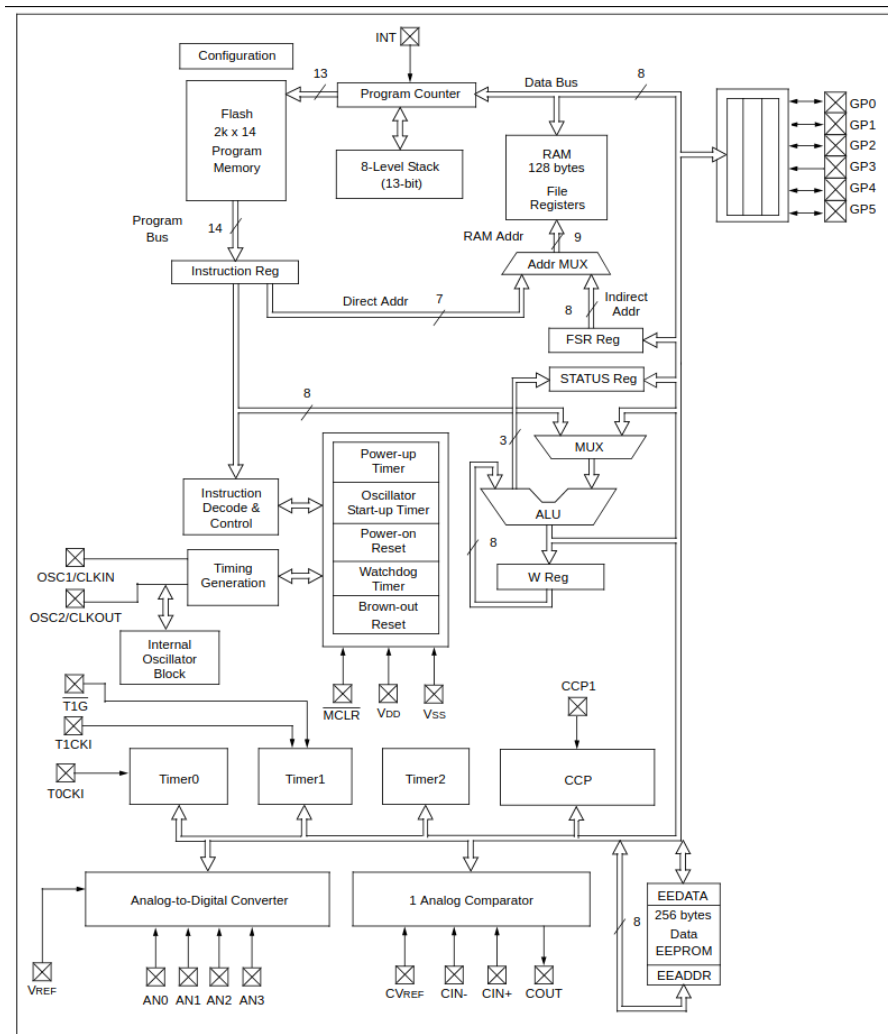 INT
Configuration
13
Data Bus
8
Program Counter
Flash
2k x 14
Program
Memory
8-Level Stack
(13-bit)
RAM
128 bytes
File
Registers
GP0
GP1
GP2
GP3
GP4
GP5
Program
Bus
14
RAM Addr
9
Addr MUX
Instruction Reg
Direct Addr
7
8
Indirect
Addr
FSR Reg
STATUS Reg
8
3
MUX
Power-up
Timer
Oscillator
Start-up Timer
Power-on
Reset
Watchdog
Timer
Brown-out
Reset
Instruction
Decode &
Control
ALU
8
W Reg
OSC1/CLKIN
Timing
Generation
OSC2/CLKOUT
Internal
Oscillator
Block
T1G
MCLR
VDD
VSS
CCP1
T1CKI
T0CKI
Timer0
Timer1
Timer2
CCP
Analog-to-Digital Converter
1 Analog Comparator
EEDATA
256 bytes
Data
EEPROM
EEADDR
8
VREF
AN0
AN1
AN2
AN3
CVREF
CIN-
CIN+
COUT